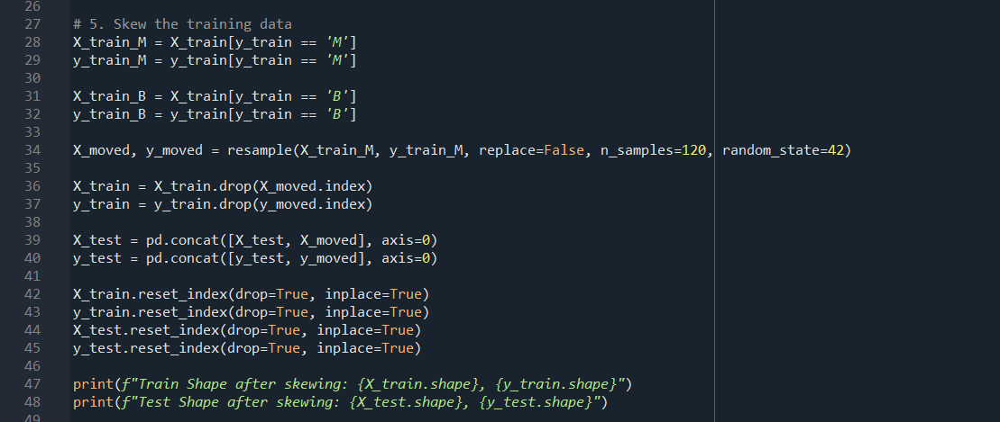 26
27 # 5. Skew the training data
28 X_train_M = X_train[y_train == 'M']
29 y_train_M = y_train[y_train == 'M']
30
31 X_train_B = X_train[y_train == 'B']
32 y_train_B = y_train[y_train == 'B']
33
34 X_moved, y_moved = resample(X_train_M, y_train_M, replace=False, n_samples=120, random_state=42)
35
36 X_train = X_train.drop(X_moved.index)
37 y_train = y_train.drop(y_moved.index)
38
39 X_test = pd.concat([X_test, X_moved], axis=0)
40 y_test = pd.concat([y_test, y_moved], axis=0)
41
42 X_train.reset_index(drop=True, inplace=True)
43 y_train.reset_index(drop=True, inplace=True)
44 X_test.reset_index(drop=True, inplace=True)
45 y_test.reset_index(drop=True, inplace=True)
46
47 print(f"Train Shape after skewing: {X_train.shape}, {y_train.shape}")
48 print(f"Test Shape after skewing: {X_test.shape}, {y_test.shape}")
49